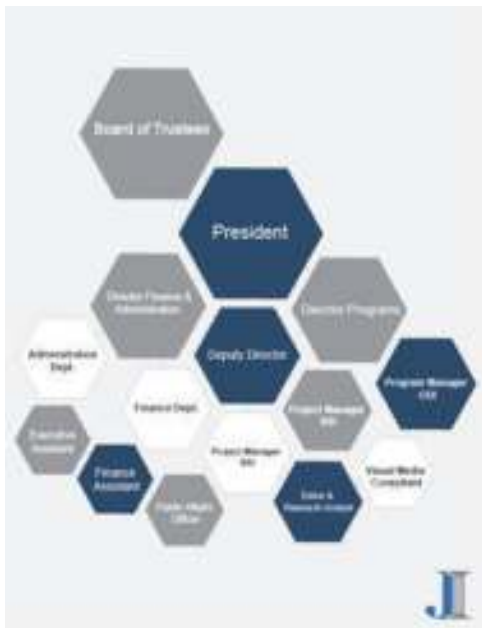 Board of Trustees
President
Director Finance &
Administration
Director Programs
Deputy Director
Administration
Dept.
Program Manager
Finance Dept.
Project Manager
Executive
Assistant
Project Manager
Visual Media
Consultant
Finance
Assistant
Research Analyst
Public Affairs
Officer
JI